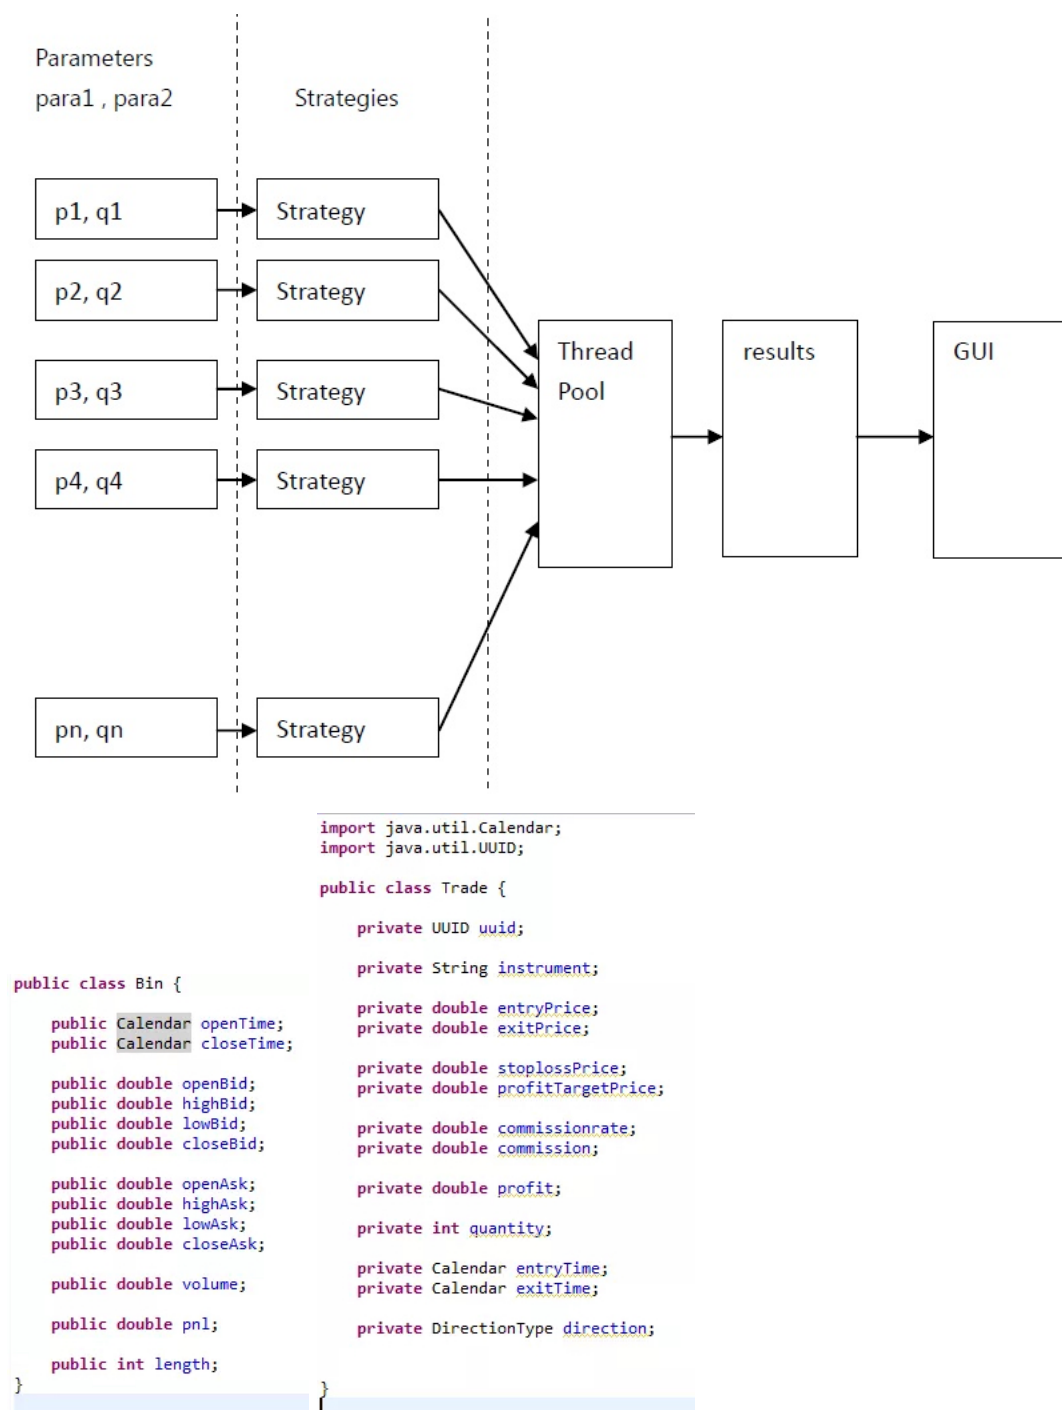 Parameters
para1 , para2
Strategies
p1, q1
Strategy
p2, q2
Strategy
p3, q3
Strategy
p4, q4
Strategy
pn, qn
Strategy
Thread
Pool
results
GUI
public class Bin {
public Calendar openTime;
public Calendar closeTime;
public double openBid;
public double highBid;
public double lowBid;
public double closeBid;
public double openAsk;
public double highAsk;
public double lowAsk;
public double closeAsk;
public double volume;
public double pnl;
public int length;
}
import java.util.Calendar;
import java.util.UUID;
public class Trade {
private UUID uuid;
private String instrument;
private double entryPrice;
private double exitPrice;
private double stoplossPrice;
private double profitTargetPrice;
private double commissionrate;
private double commission;
private double profit;
private int quantity;
private Calendar entryTime;
private Calendar exitTime;
private DirectionType direction;
}